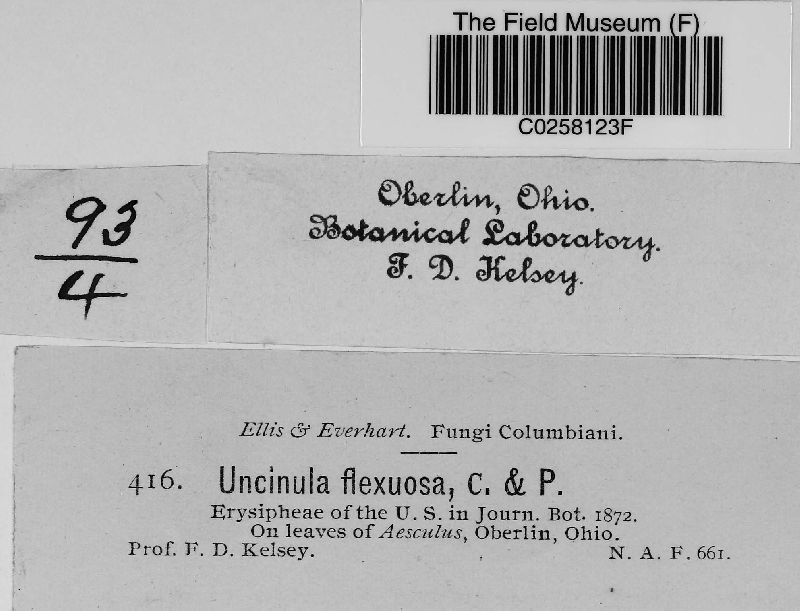 The Field Museum (F)
C0258123F
93
4
Oberlin, Ohio.
Botanical Laboratory.
F. D. Kelsey.
Ellis & Everhart. Fungi Columbiani.
416. Uncinula flexuosa, C. & P.
Erysipheae of the U. S. in Journ. Bot. 1872.
On leaves of Aesculus, Oberlin, Ohio.
Prof. F. D. Kelsey. N. A. F. 661.